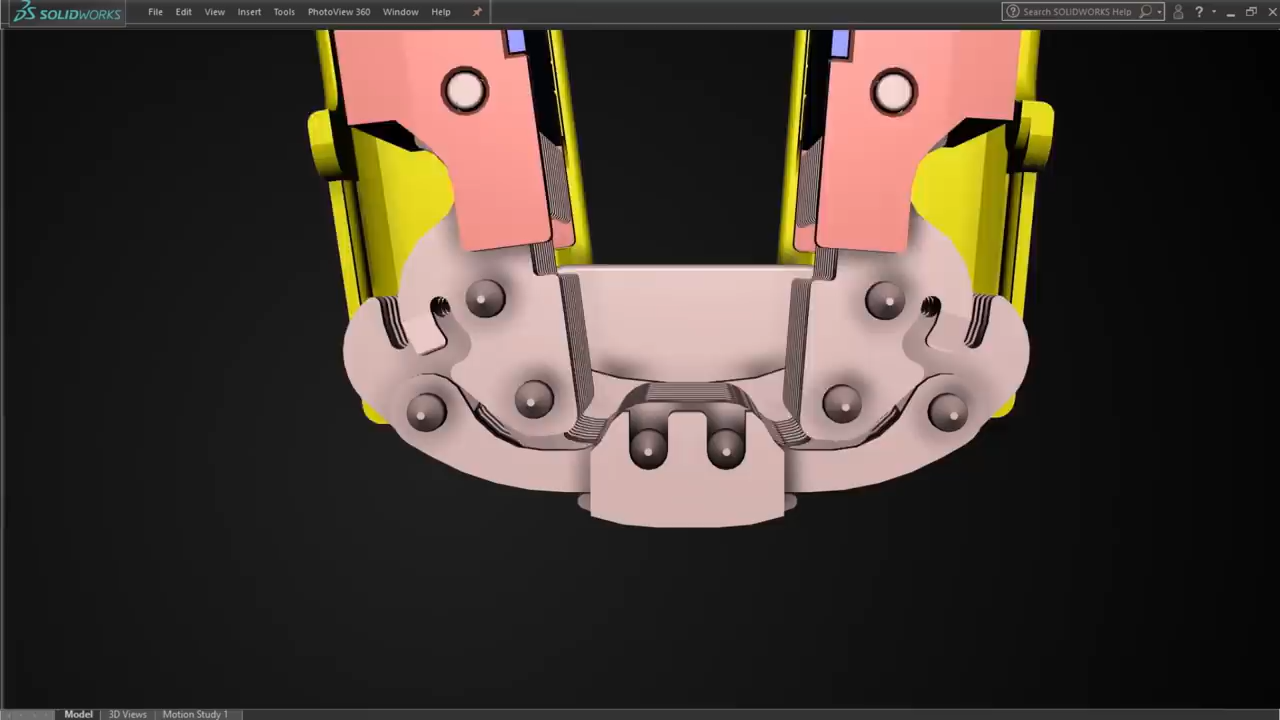 SOLIDWORKS File Edit View Insert Tools PhotoView 360 Window Help Search SOLIDWORKS Help ?
Model 3D Views Motion Study 1